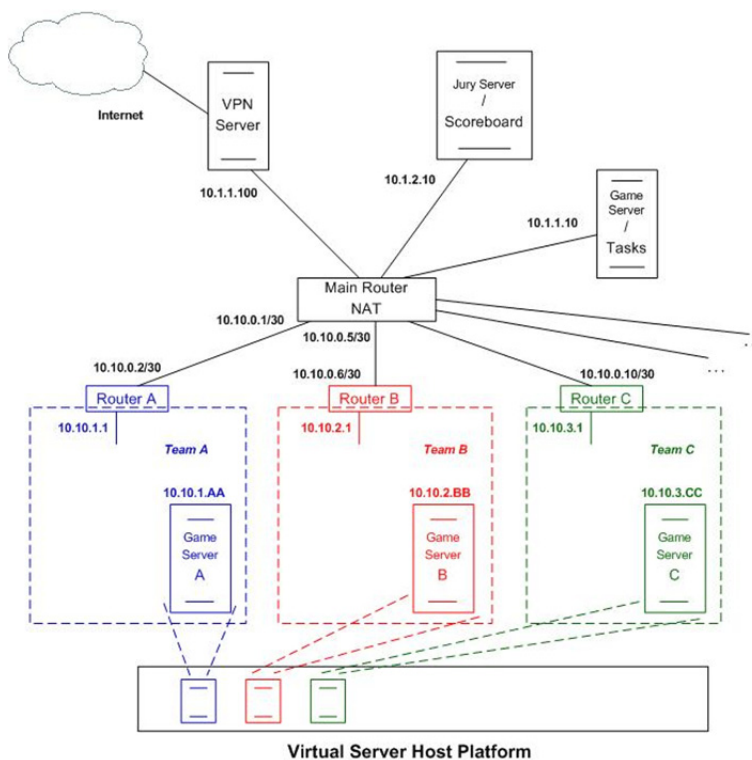 Internet
VPN
Server
Jury Server
/
Scoreboard
10.1.1.100
10.1.2.10
10.1.1.10
Game
Server
/
Tasks
Main Router
NAT
10.10.0.1/30
10.10.0.5/30
10.10.0.2/30
10.10.0.6/30
10.10.0.10/30
...
...
Router A
Router B
Router C
10.10.1.1
10.10.2.1
10.10.3.1
Team A
Team B
Team C
10.10.1.AA
10.10.2.BB
10.10.3.CC
Game
Server
A
Game
Server
B
Game
Server
C
Virtual Server Host Platform